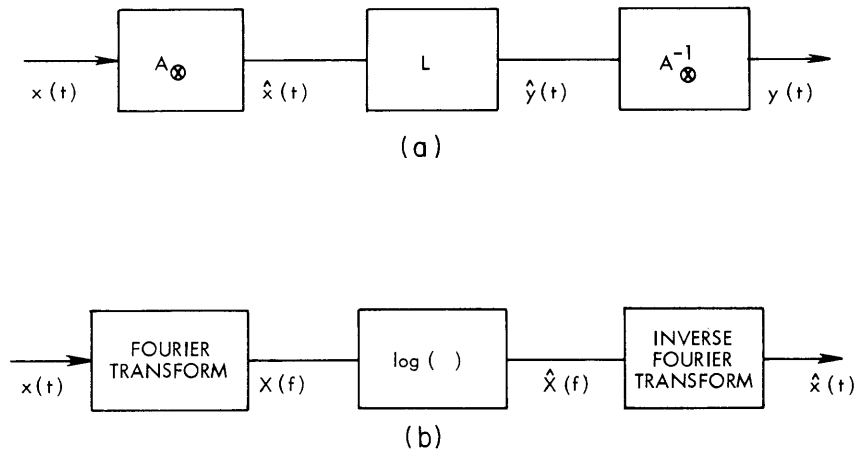 A⊗ L A⁻¹⊗
x(t) x̂(t) ŷ(t) y(t)
(a)
FOURIER TRANSFORM log( ) INVERSE FOURIER TRANSFORM
x(t) X(f) X̂(f) x̂(t)
(b)